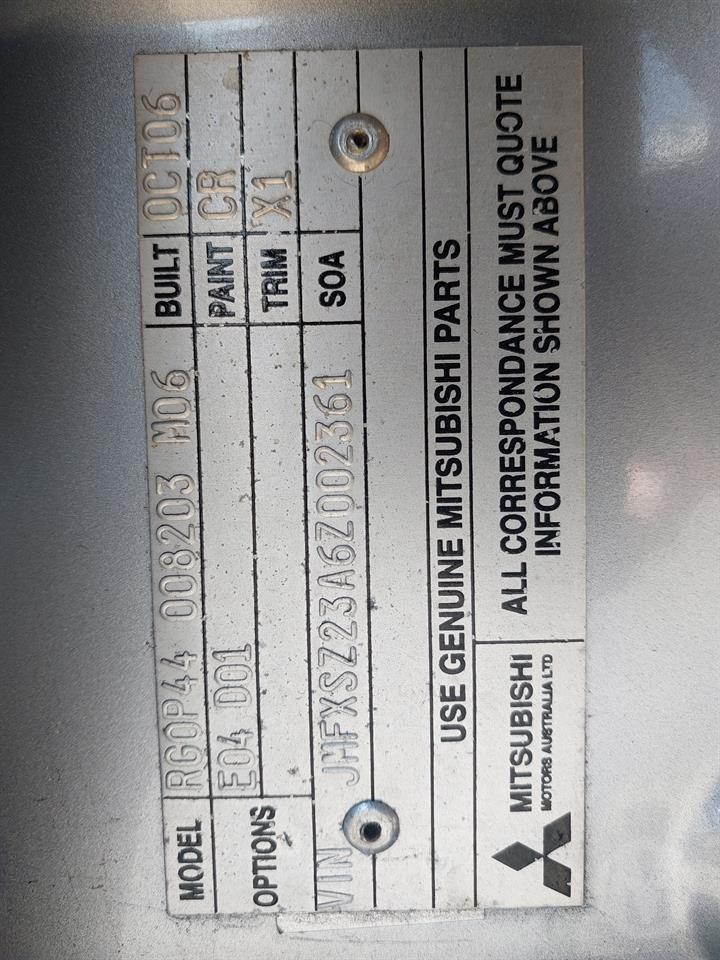 MODEL RG0P44 008203 M06 BUILT OCT06
OPTIONS E04 D01 PAINT CR
TRIM X1
VIN JMFXSZ23A6Z002361 SOA
USE GENUINE MITSUBISHI PARTS
MITSUBISHI
MOTORS AUSTRALIA LTD
ALL CORRESPONDANCE MUST QUOTE
INFORMATION SHOWN ABOVE